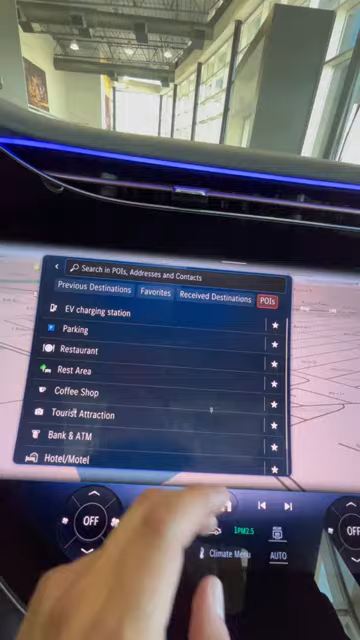 Search in POIs, Addresses and Contacts
Previous Destinations Favorites Received Destinations POIs
EV charging station
Parking
Restaurant
Rest Area
Coffee Shop
Tourist Attraction
Bank & ATM
Hotel/Motel
OFF
1PM2.5
Climate Menu
AUTO
OFF